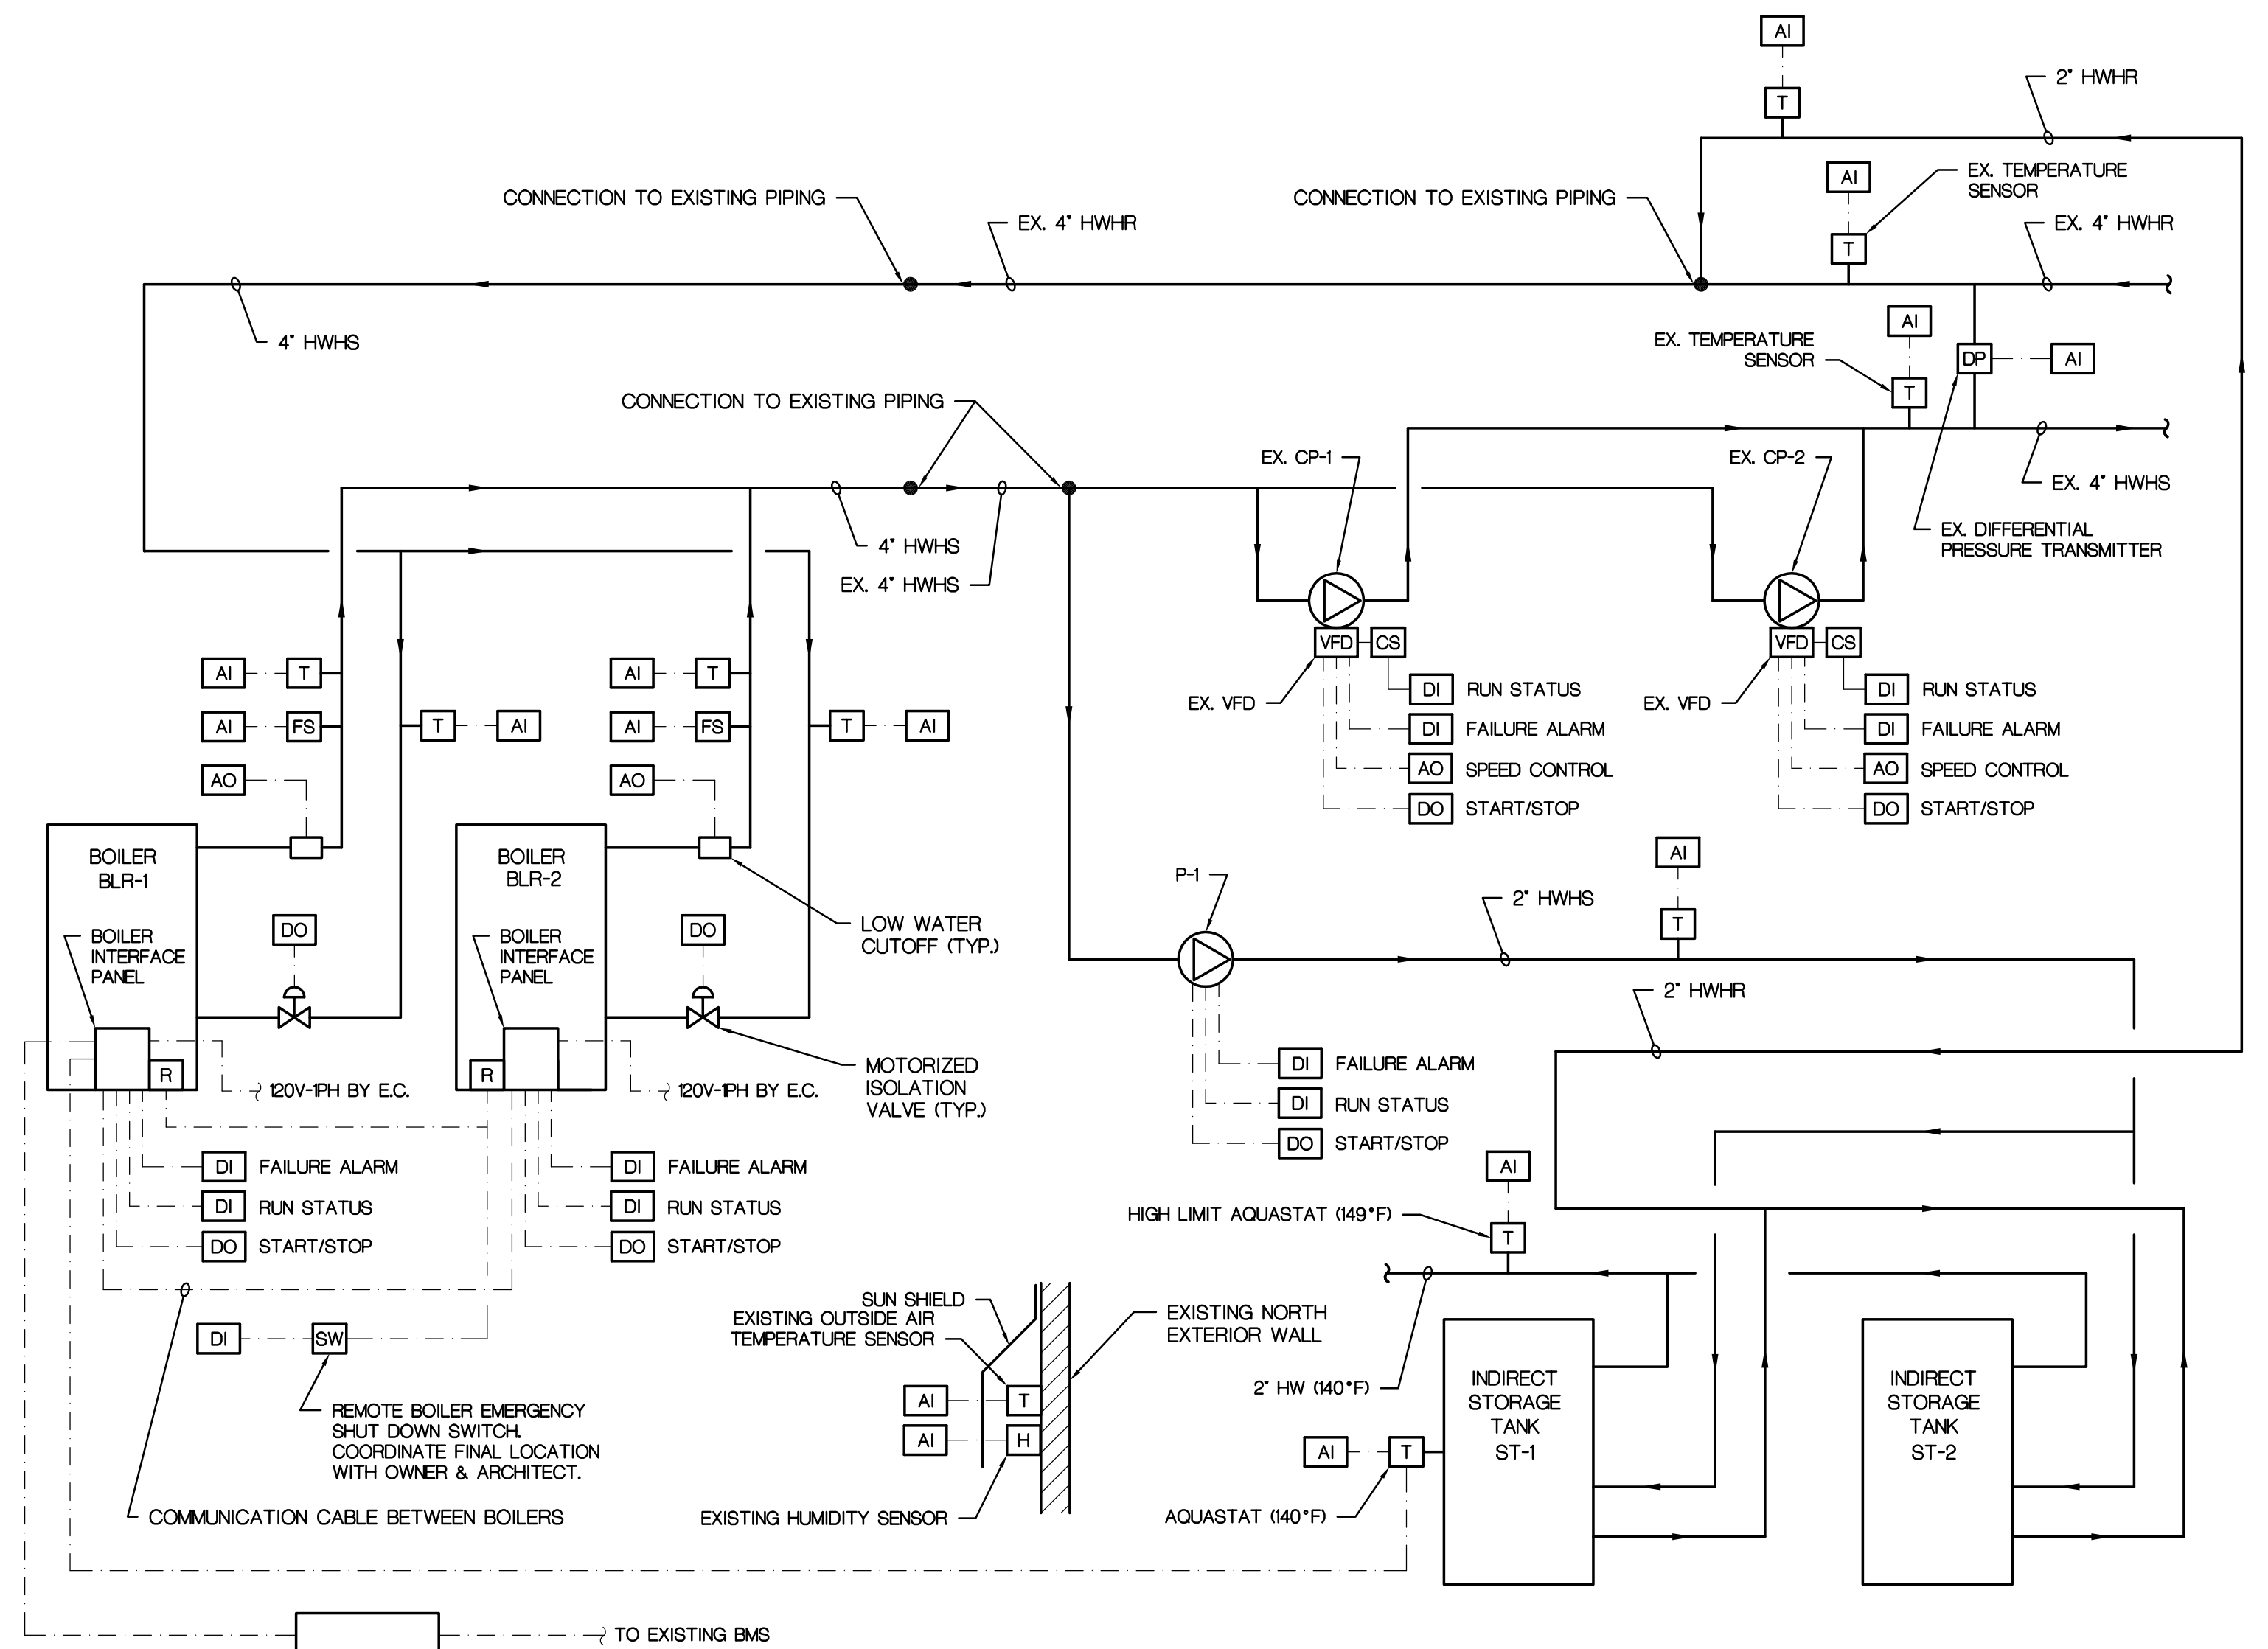 AI
2" HWHR
T
AI
EX. TEMPERATURE
SENSOR
CONNECTION TO EXISTING PIPING
EX. 4" HWHR
CONNECTION TO EXISTING PIPING
EX. 4" HWHR
T
4" HWHS
AI
EX. TEMPERATURE
SENSOR
DP
AI
T
CONNECTION TO EXISTING PIPING
EX. CP-1
EX. CP-2
EX. 4" HWHS
4" HWHS
EX. 4" HWHS
EX. DIFFERENTIAL
PRESSURE TRANSMITTER
VFD
CS
VFD
CS
AI
T
AI
T
EX. VFD
DI RUN STATUS
EX. VFD
DI RUN STATUS
AI
FS
T
AI
AI
FS
T
AI
DI FAILURE ALARM
DI FAILURE ALARM
AO
AO
AO SPEED CONTROL
AO SPEED CONTROL
DO START/STOP
DO START/STOP
BOILER
BLR-1
BOILER
BLR-2
AI
P-1
2" HWHS
T
LOW WATER
CUTOFF (TYP.)
DO
DO
BOILER
INTERFACE
PANEL
BOILER
INTERFACE
PANEL
2" HWHR
R
R
120V-1PH BY E.C.
120V-1PH BY E.C.
MOTORIZED
ISOLATION
VALVE (TYP.)
DI FAILURE ALARM
DI RUN STATUS
DO START/STOP
DI FAILURE ALARM
DI RUN STATUS
DO START/STOP
DI FAILURE ALARM
DI RUN STATUS
DO START/STOP
AI
HIGH LIMIT AQUASTAT (149°F)
T
SUN SHIELD
EXISTING OUTSIDE AIR
TEMPERATURE SENSOR
EXISTING NORTH
EXTERIOR WALL
DI
SW
2" HW (140°F)
INDIRECT
STORAGE
TANK
ST-1
INDIRECT
STORAGE
TANK
ST-2
AI
T
AI
H
REMOTE BOILER EMERGENCY
SHUT DOWN SWITCH.
COORDINATE FINAL LOCATION
WITH OWNER & ARCHITECT.
AI
T
COMMUNICATION CABLE BETWEEN BOILERS
EXISTING HUMIDITY SENSOR
AQUASTAT (140°F)
TO EXISTING BMS